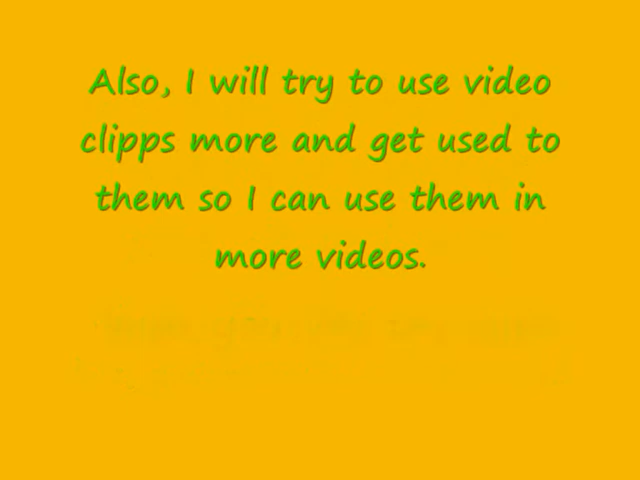 Also, I will try to use video
clipps more and get used to
them so I can use them in
more videos.